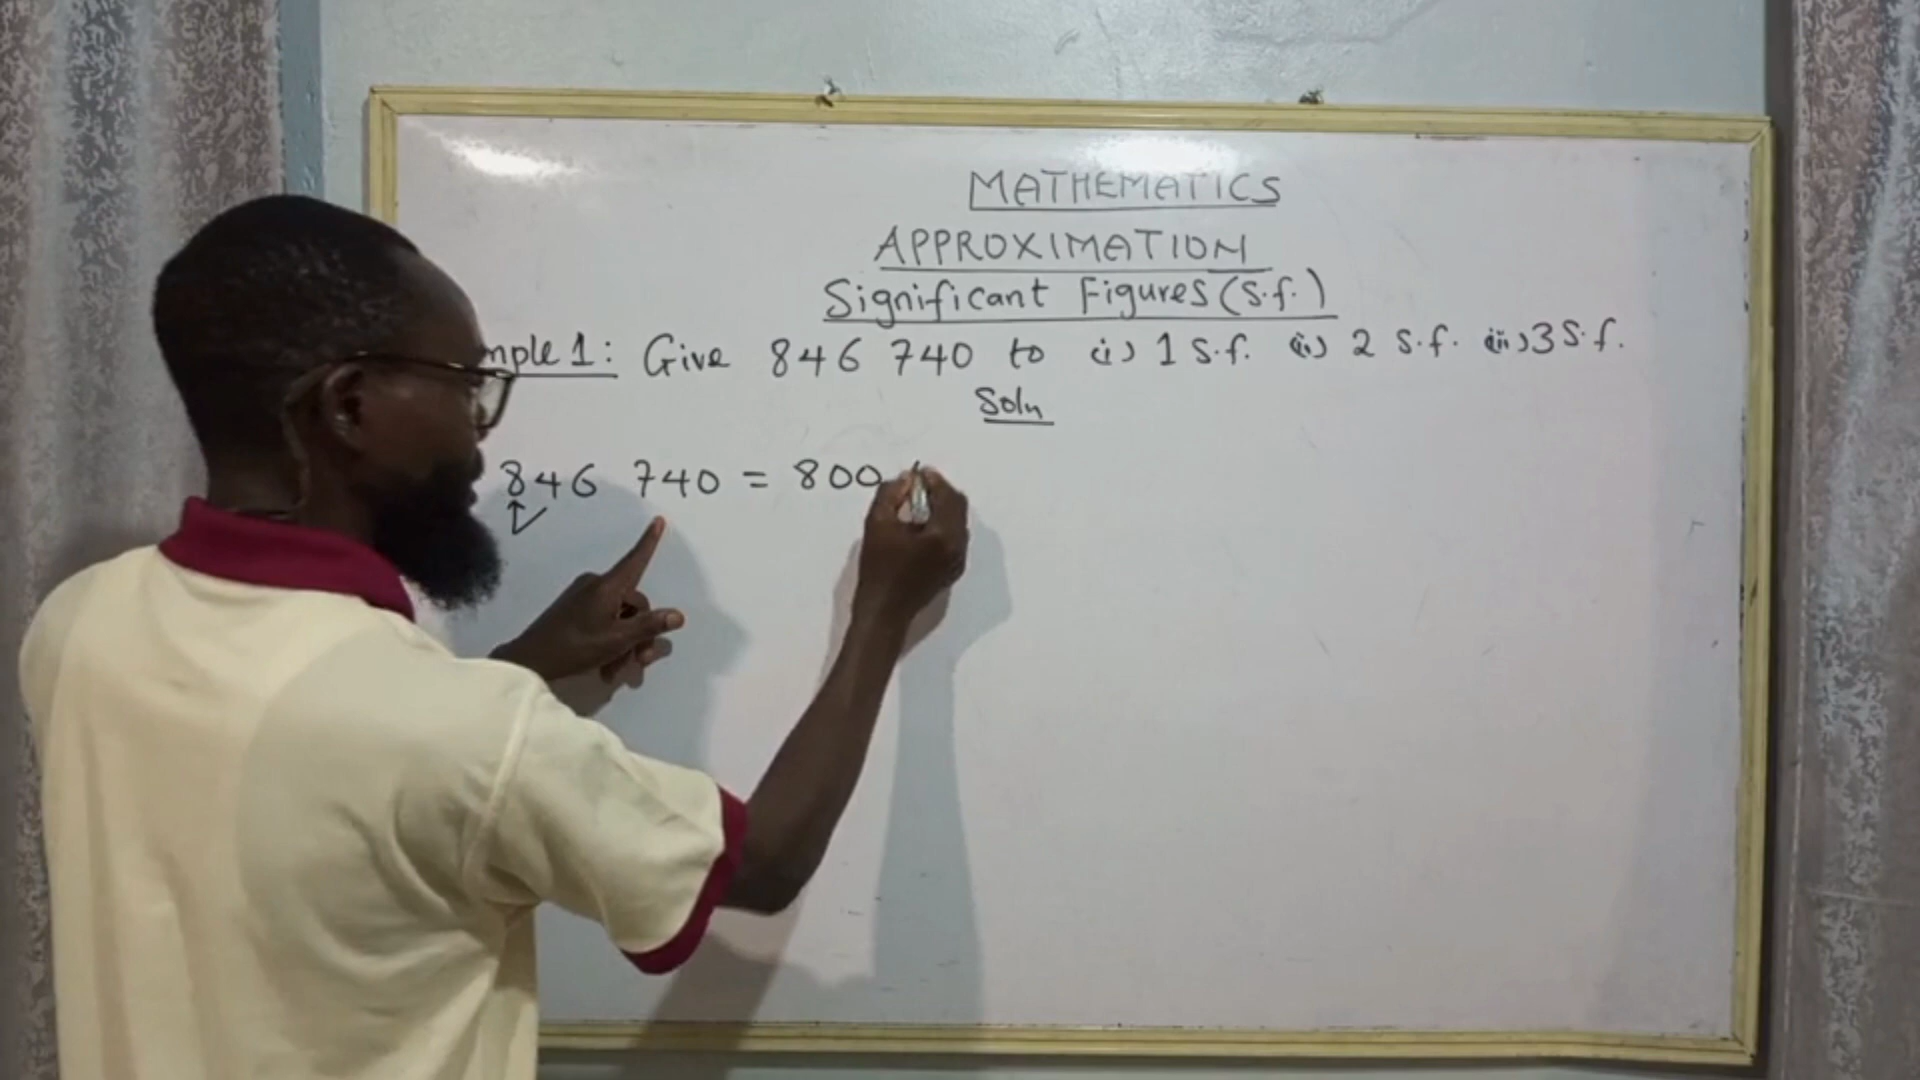 MATHEMATICS
APPROXIMATION
Significant Figures (s.f.)
mple 1: Give 846 740 to (i) 1 s.f. (ii) 2 s.f. (iii) 3 s.f.
Soln
846 740 = 800